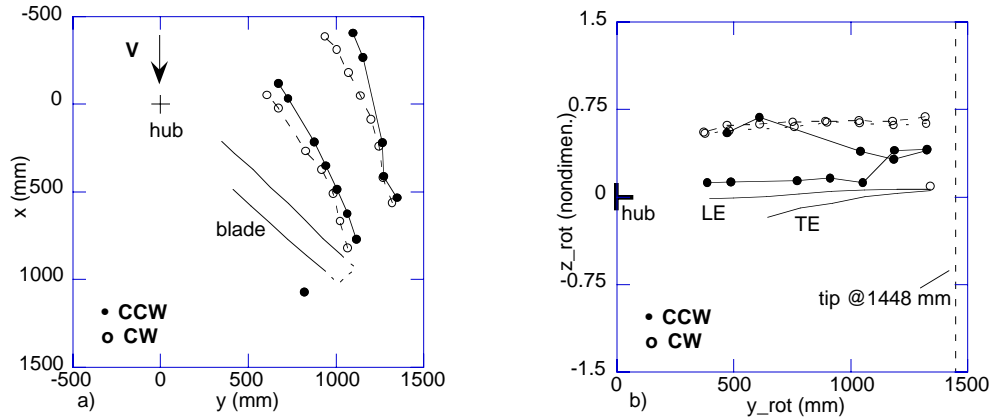 -500
0
500
1000
1500
x (mm)
V
hub
blade
• CCW
o CW
-500
0
500
1000
1500
a)
y (mm)
1.5
0.75
0
-0.75
-1.5
z_rot (nondimen.)
hub
LE
TE
tip @1448 mm
• CCW
o CW
0
500
1000
1500
b)
y_rot (mm)